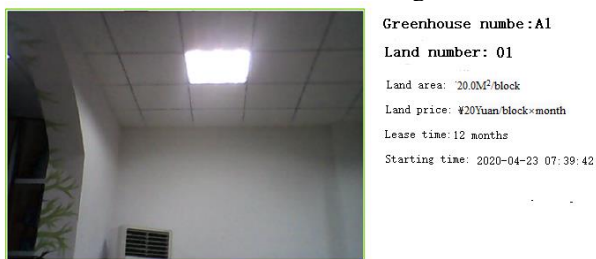 Greenhouse numbe:A1
Land number: 01
Land area: 20.0M²/block
Land price: ¥20Yuan/block×month
Lease time:12 months
Starting time: 2020-04-23 07:39:42